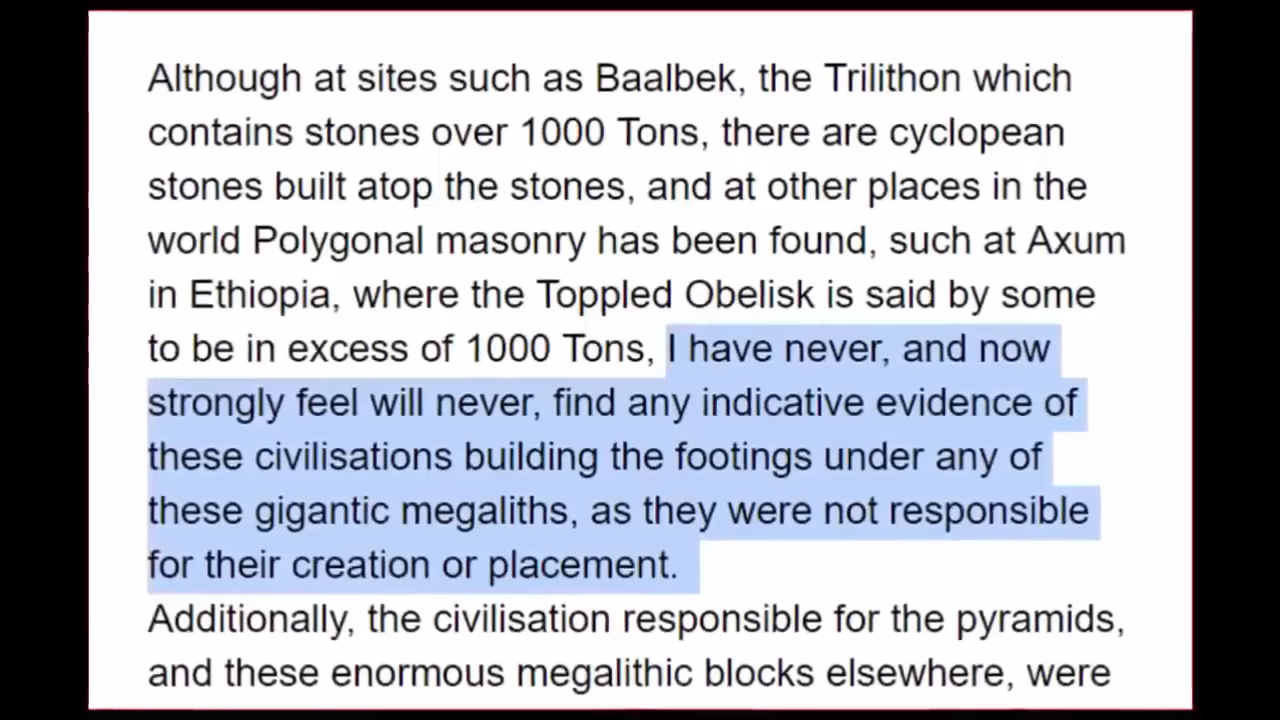 Although at sites such as Baalbek, the Trilithon which
contains stones over 1000 Tons, there are cyclopean
stones built atop the stones, and at other places in the
world Polygonal masonry has been found, such at Axum
in Ethiopia, where the Toppled Obelisk is said by some
to be in excess of 1000 Tons, I have never, and now
strongly feel will never, find any indicative evidence of
these civilisations building the footings under any of
these gigantic megaliths, as they were not responsible
for their creation or placement.
Additionally, the civilisation responsible for the pyramids,
and these enormous megalithic blocks elsewhere, were